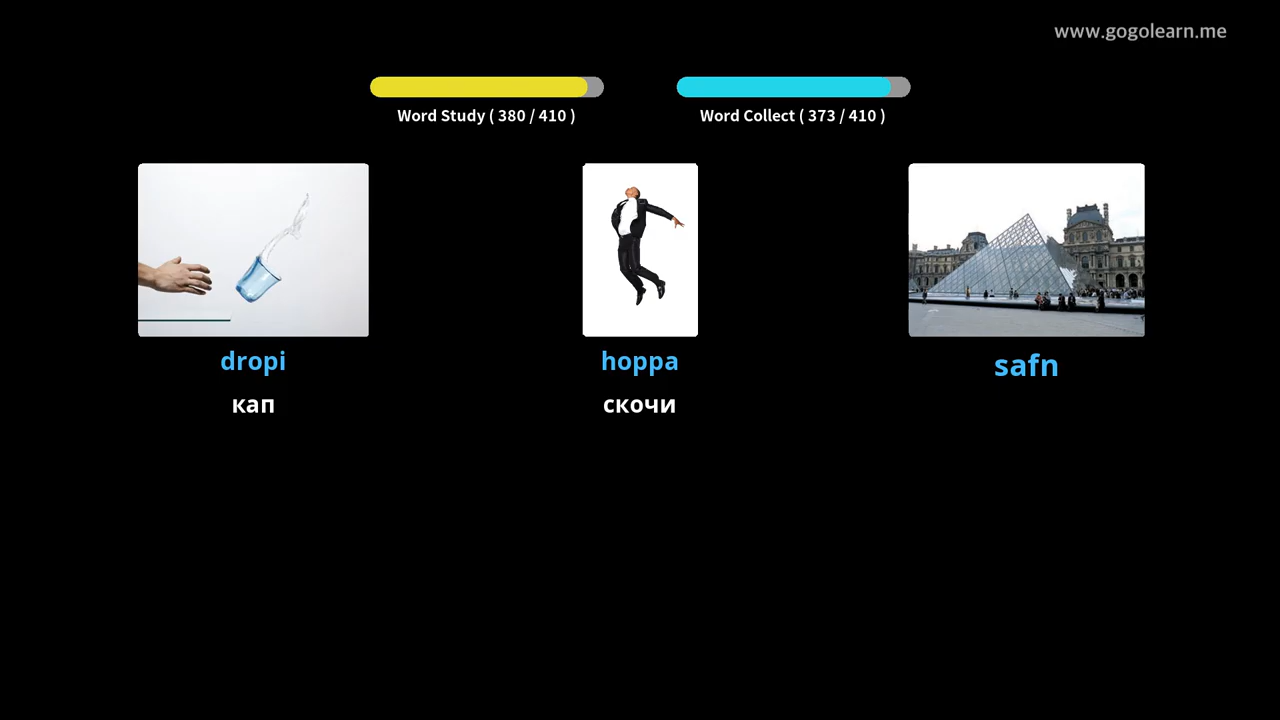 www.gogolearn.me
Word Study ( 380 / 410 )
Word Collect ( 373 / 410 )
dropi
hoppa
safn
кап
скочи